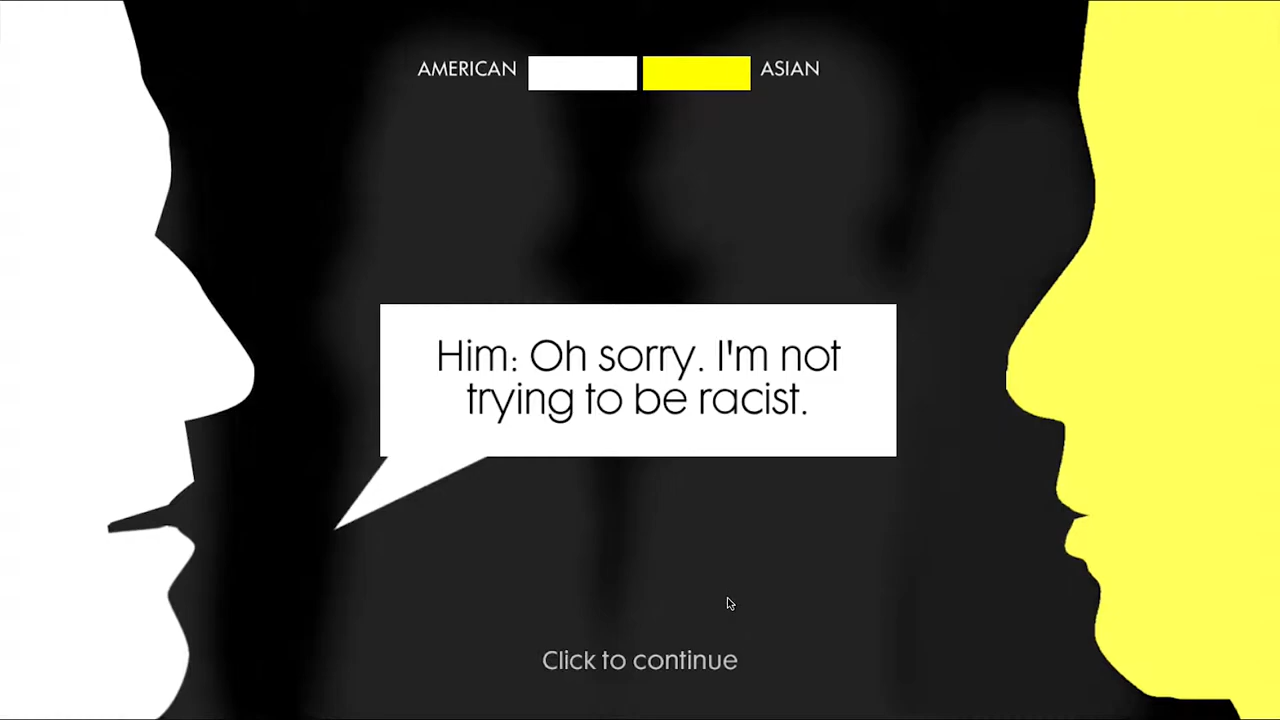 AMERICAN ASIAN
Him: Oh sorry. I'm not
trying to be racist.
Click to continue